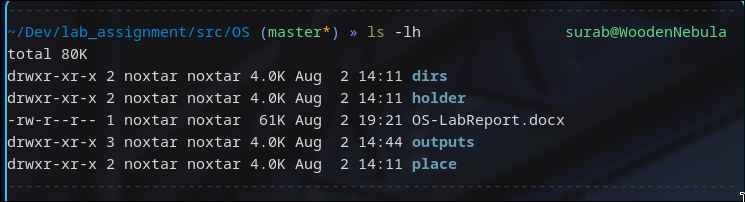 ~/Dev/lab_assignment/src/OS (master*) » ls -lh surab@WoodenNebula
total 80K
drwxr-xr-x 2 noxtar noxtar 4.0K Aug  2 14:11 dirs
drwxr-xr-x 2 noxtar noxtar 4.0K Aug  2 14:11 holder
-rw-r--r-- 1 noxtar noxtar  61K Aug  2 19:21 OS-LabReport.docx
drwxr-xr-x 3 noxtar noxtar 4.0K Aug  2 14:44 outputs
drwxr-xr-x 2 noxtar noxtar 4.0K Aug  2 14:11 place